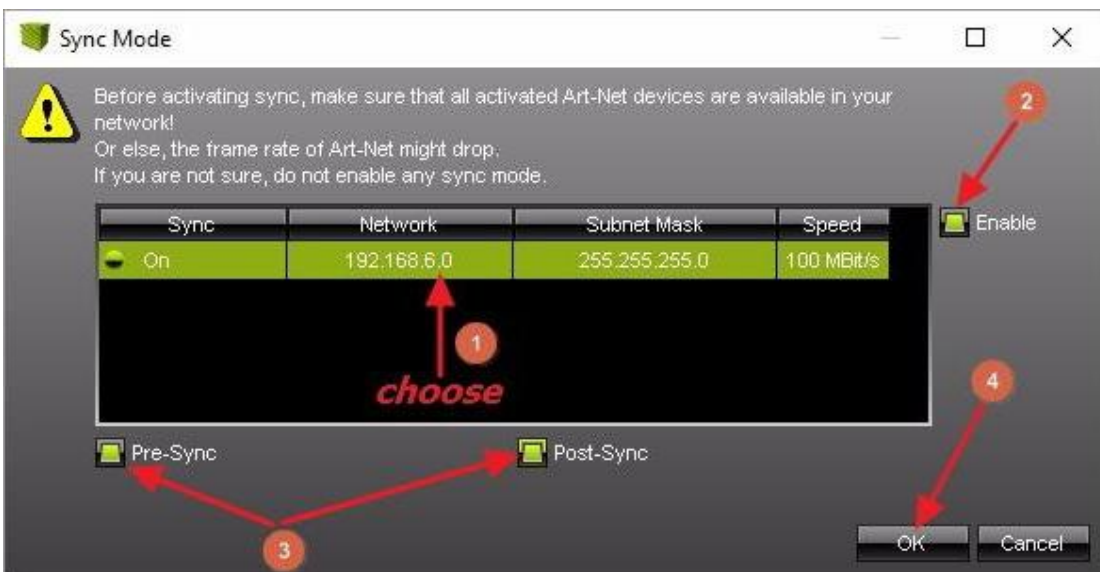 Sync Mode
Before activating sync, make sure that all activated Art-Net devices are available in your
network!
Or else, the frame rate of Art-Net might drop.
If you are not sure, do not enable any sync mode.
2
Sync Network Subnet Mask Speed
Enable
On 192.168.6.0 255.255.255.0 100 MBit/s
1
choose
4
Pre-Sync Post-Sync
3
OK Cancel